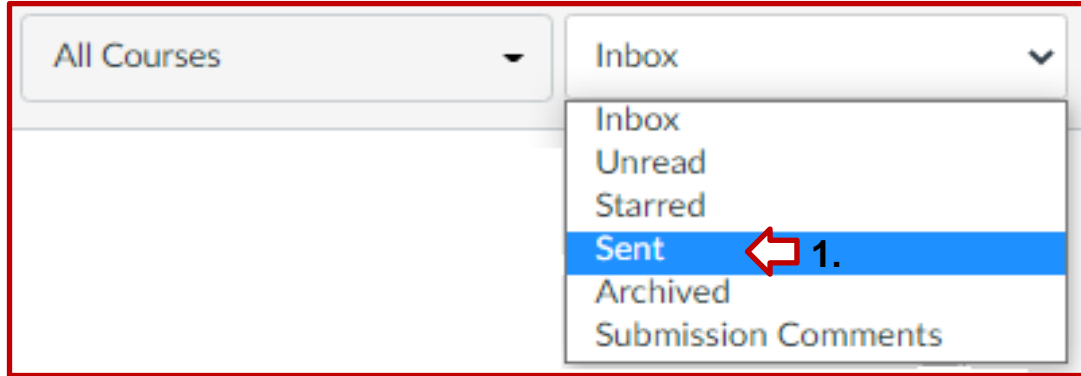 All Courses
Inbox
Inbox
Unread
Starred
Sent 1.
Archived
Submission Comments